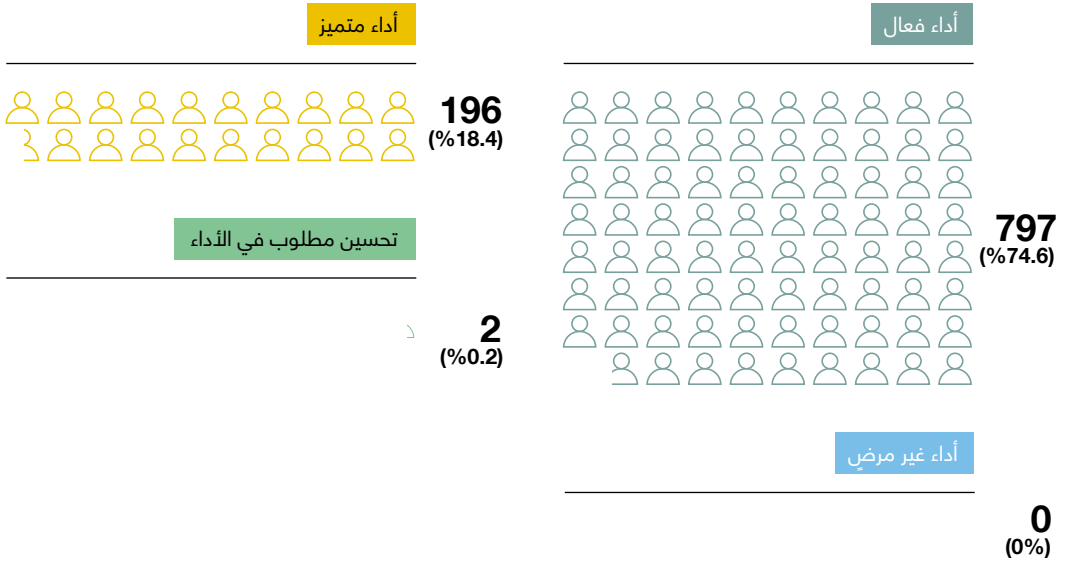 أداء فعال
797
(%74.6)
أداء متميز
196
(%18.4)
تحسين مطلوب في الأداء
2
(%0.2)
أداء غير مرضٍ
0
(0%)